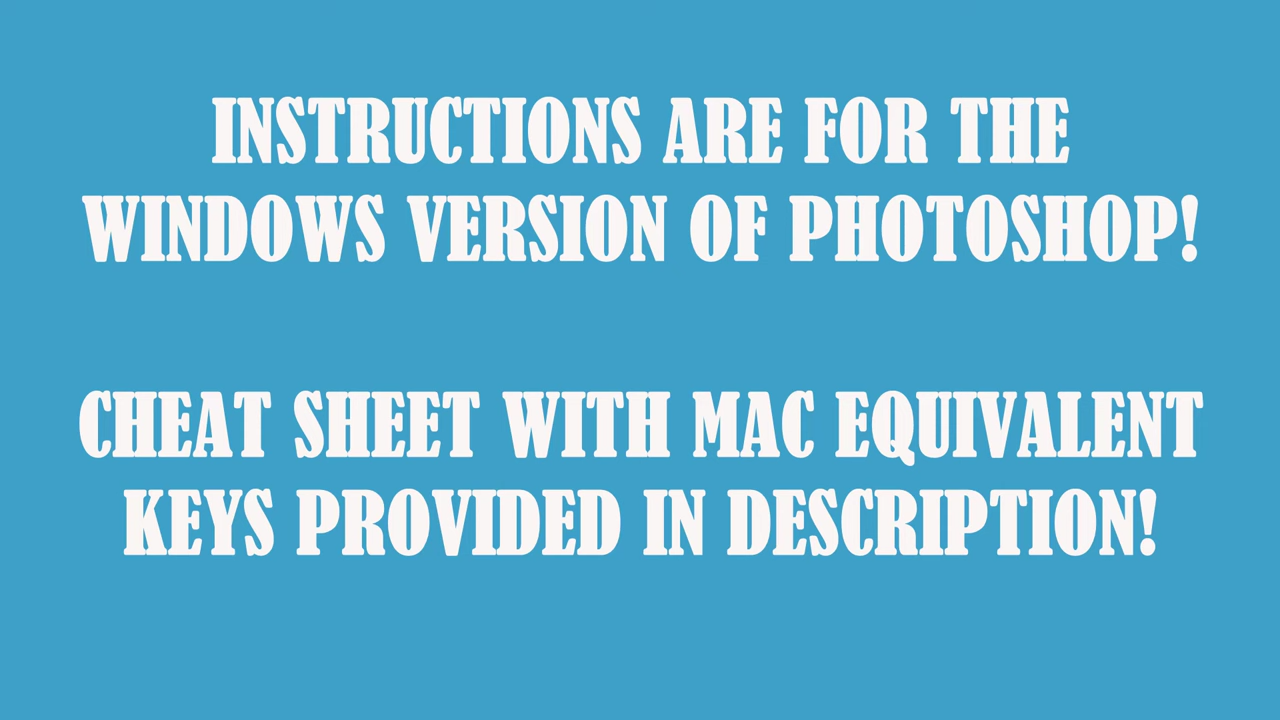 INSTRUCTIONS ARE FOR THE
WINDOWS VERSION OF PHOTOSHOP!
CHEAT SHEET WITH MAC EQUIVALENT
KEYS PROVIDED IN DESCRIPTION!